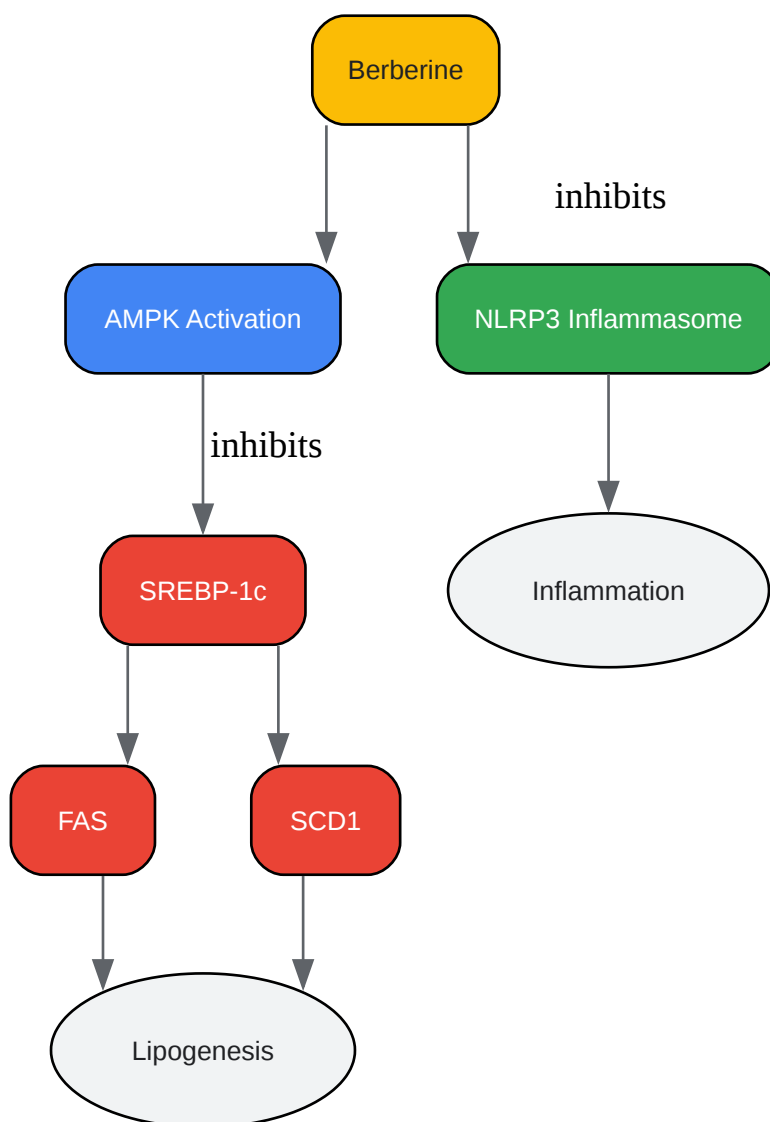 Berberine
inhibits
AMPK Activation
NLRP3 Inflammasome
inhibits
SREBP-1c
Inflammation
FAS
SCD1
Lipogenesis